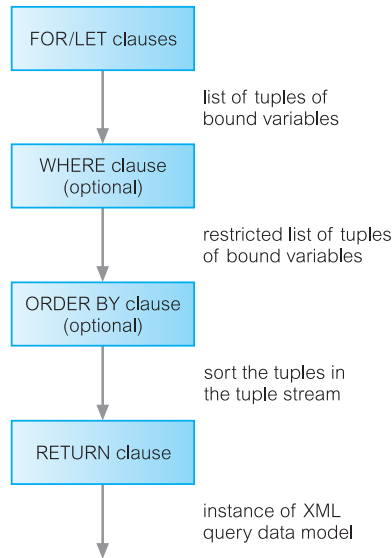 FOR/LET clauses
list of tuples of
bound variables
WHERE clause
(optional)
restricted list of tuples
of bound variables
ORDER BY clause
(optional)
sort the tuples in
the tuple stream
RETURN clause
instance of XML
query data model